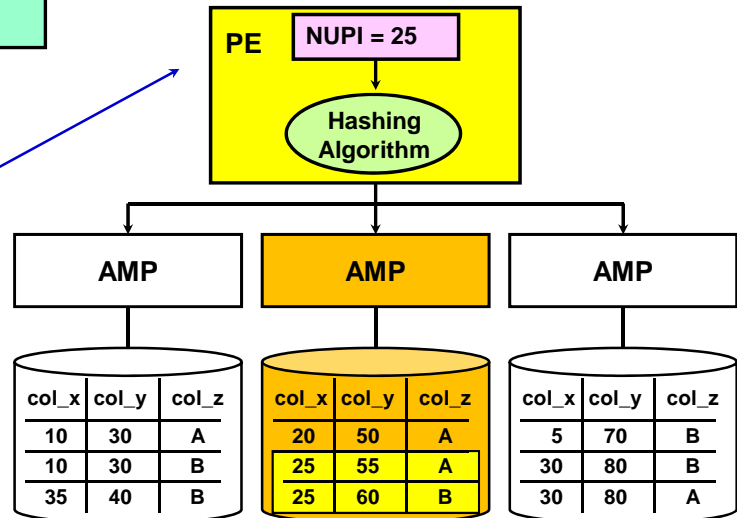 PE
NUPI = 25
Hashing
Algorithm
AMP
AMP
AMP
col_x col_y col_z
10 30 A
10 30 B
35 40 B
col_x col_y col_z
20 50 A
25 55 A
25 60 B
col_x col_y col_z
5 70 B
30 80 B
30 80 A